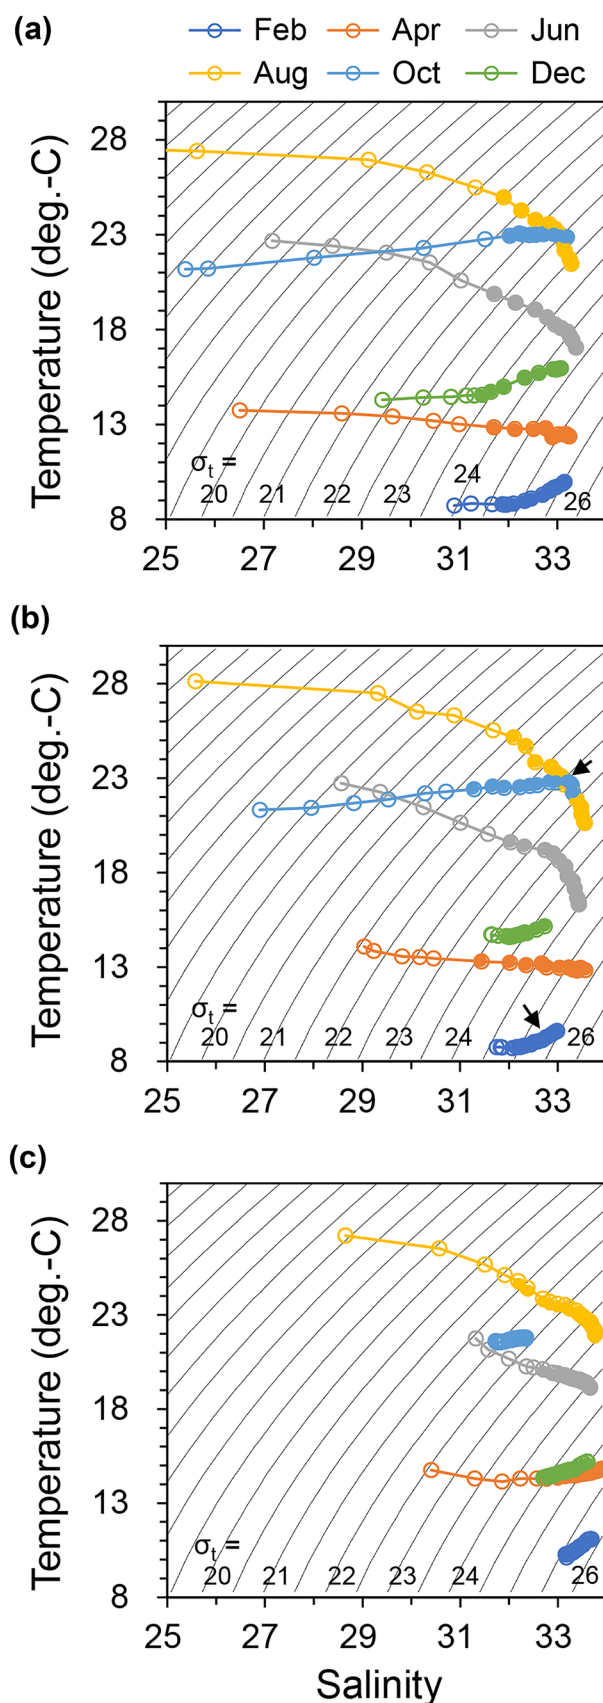 (a)
Feb Apr Jun
Aug Oct Dec
Temperature (deg.-C)
28
23
18
13
8
σt =
20 21 22 23 24 26
25 27 29 31 33
(b)
Temperature (deg.-C)
28
23
18
13
8
σt =
20 21 22 23 24 26
25 27 29 31 33
(c)
Temperature (deg.-C)
28
23
18
13
8
σt =
20 21 22 23 24 26
25 27 29 31 33
Salinity